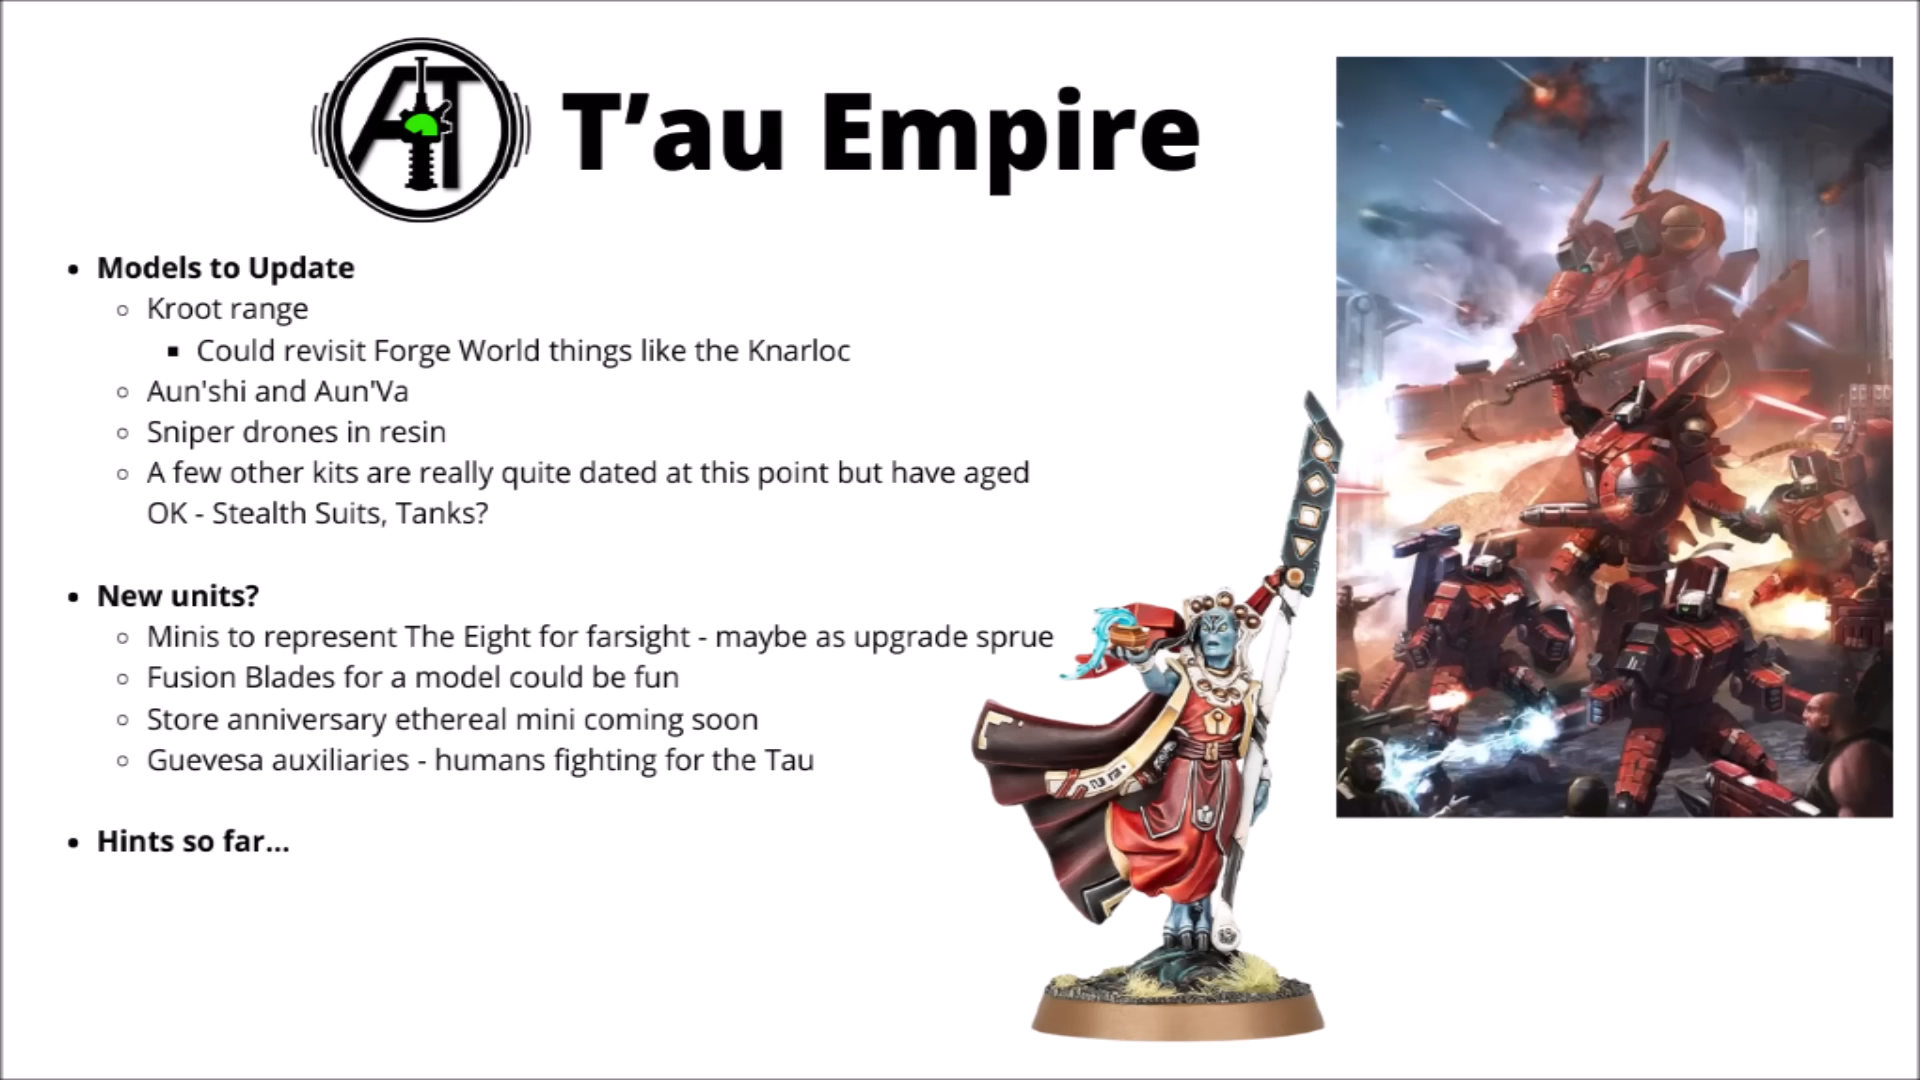 AT
T’au Empire
• Models to Update
◦ Kroot range
▪ Could revisit Forge World things like the Knarloc
◦ Aun'shi and Aun'Va
◦ Sniper drones in resin
◦ A few other kits are really quite dated at this point but have aged
OK - Stealth Suits, Tanks?
• New units?
◦ Minis to represent The Eight for farsight - maybe as upgrade sprue
◦ Fusion Blades for a model could be fun
◦ Store anniversary ethereal mini coming soon
◦ Guevesa auxiliaries - humans fighting for the Tau
• Hints so far...